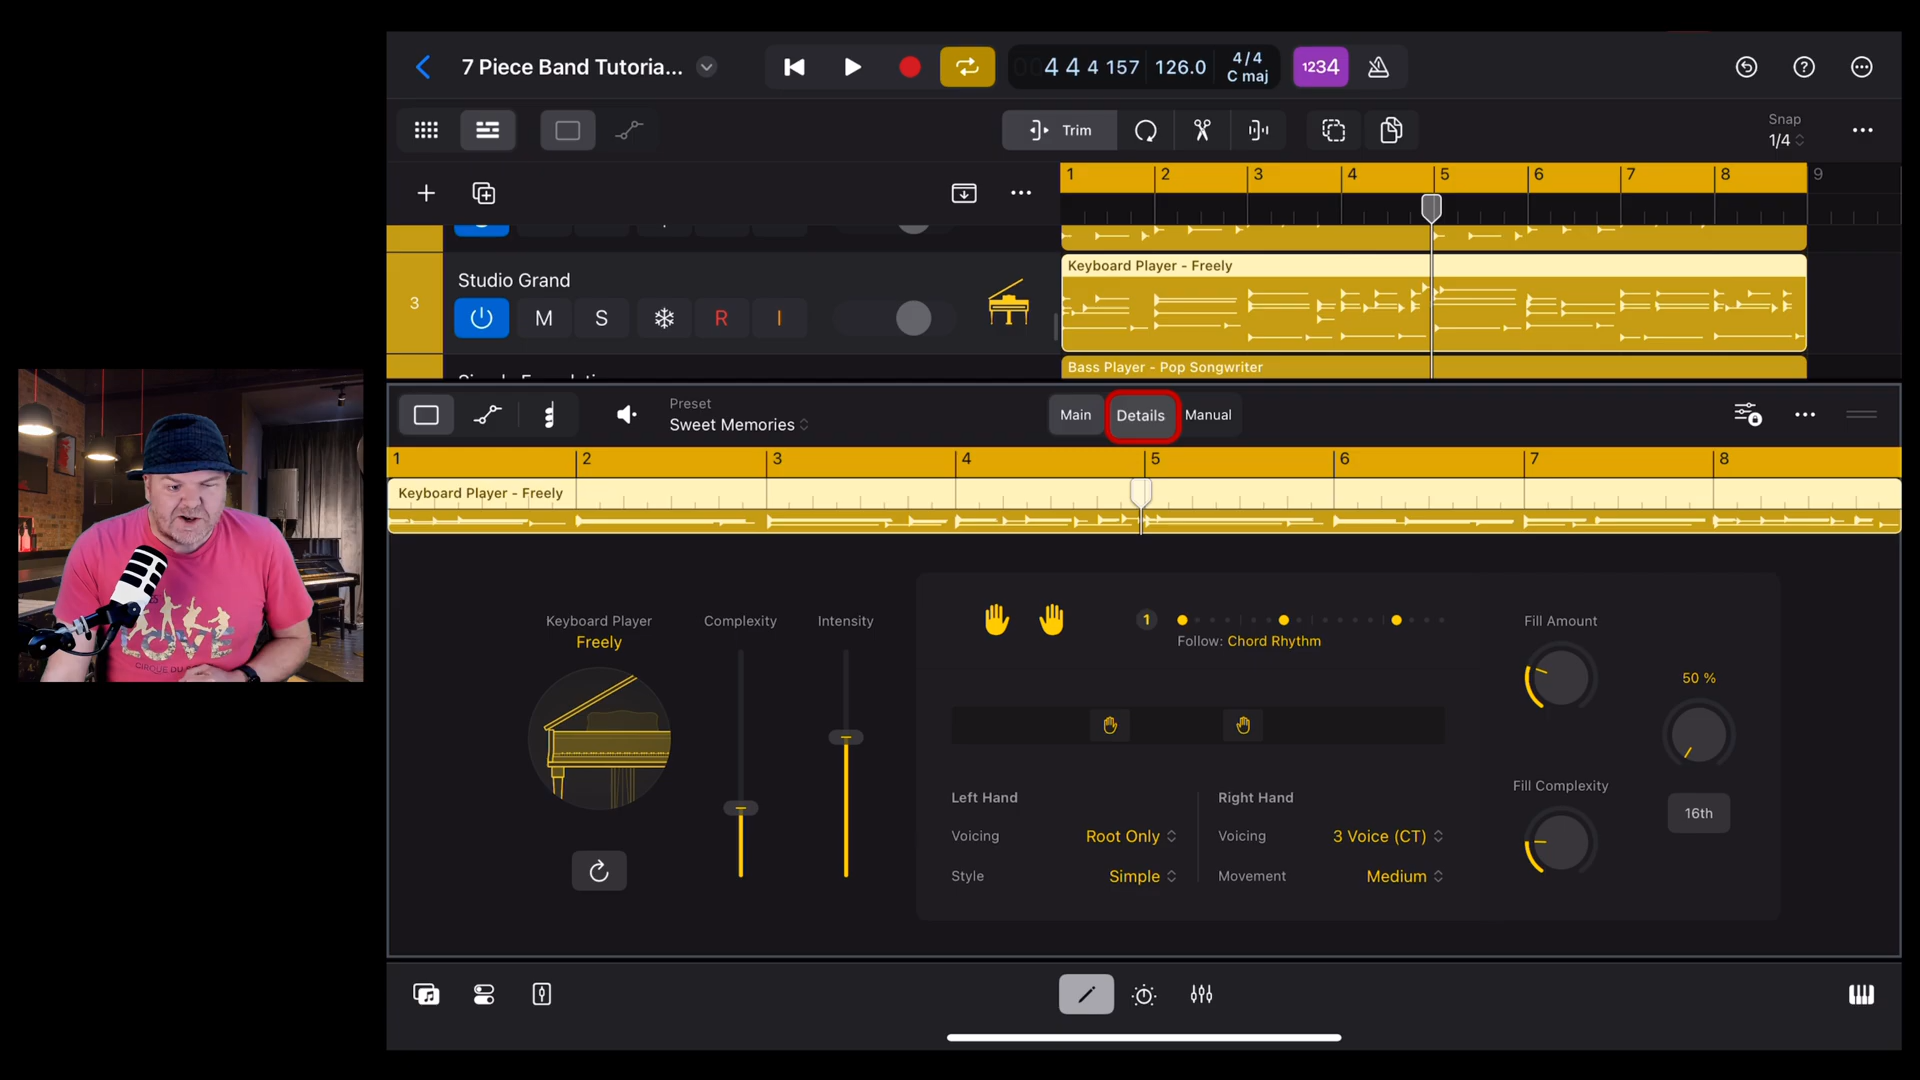 7 Piece Band Tutoria...
4 4 4 157
126.0
4/4
C maj
1234
Trim
Snap
1/4
1 2 3 4 5 6 7 8 9
Keyboard Player - Freely
3
Studio Grand
M S R I
Bass Player - Pop Songwriter
Preset
Sweet Memories
Main Details Manual
1 2 3 4 5 6 7 8
Keyboard Player - Freely
Keyboard Player
Freely
Complexity
Intensity
1
Follow: Chord Rhythm
Fill Amount
50 %
Fill Complexity
16th
Left Hand
Voicing Root Only
Style Simple
Right Hand
Voicing 3 Voice (CT)
Movement Medium
LOVE
CIRQUE DU